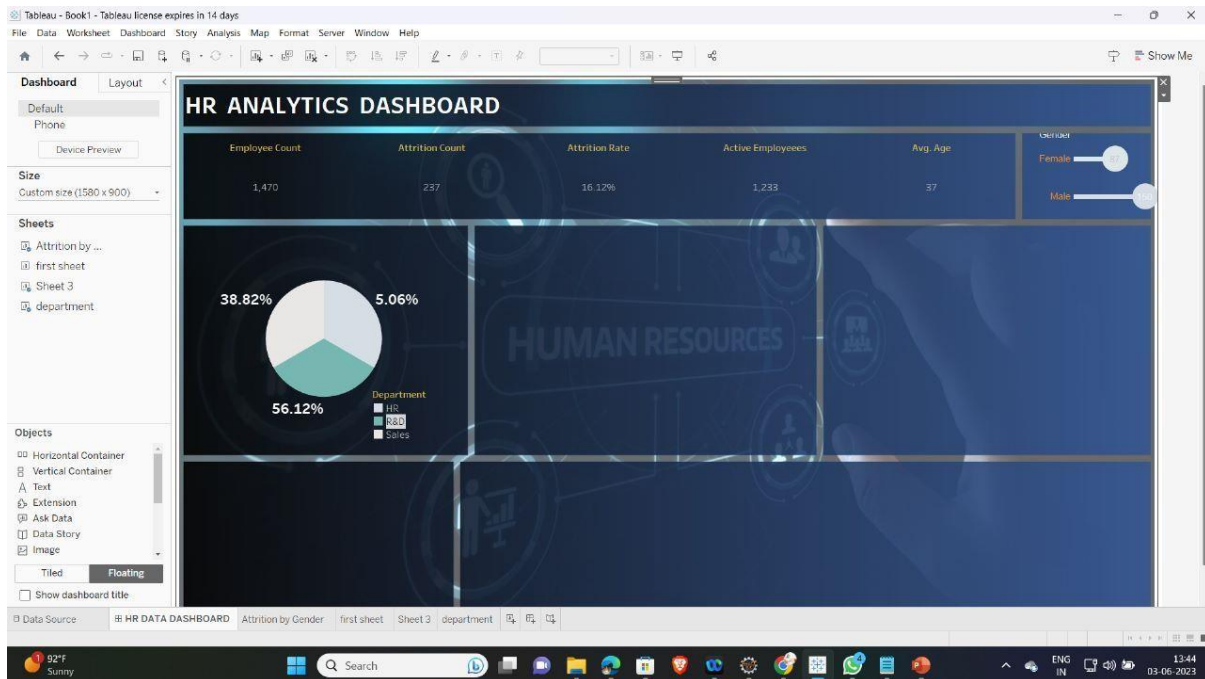 Tableau - Book1 - Tableau license expires in 14 days
File Data Worksheet Dashboard Story Analysis Map Format Server Window Help
Show Me
Dashboard Layout
Default
Phone
Device Preview
Size
Custom size (1580 x 900)
Sheets
Attrition by ...
first sheet
Sheet 3
department
Objects
Horizontal Container
Vertical Container
Text
Extension
Ask Data
Data Story
Image
Tiled Floating
Show dashboard title
HR ANALYTICS DASHBOARD
Employee Count Attrition Count Attrition Rate Active Employeees Avg. Age
1,470 237 16.12% 1,233 37
Gender
Female 87
Male 150
38.82% 5.06%
56.12%
Department
HR
R&D
Sales
HUMAN RESOURCES
Data Source HR DATA DASHBOARD Attrition by Gender first sheet Sheet 3 department
1 92°F
Sunny
Search
ENG
IN
13:44
03-06-2023